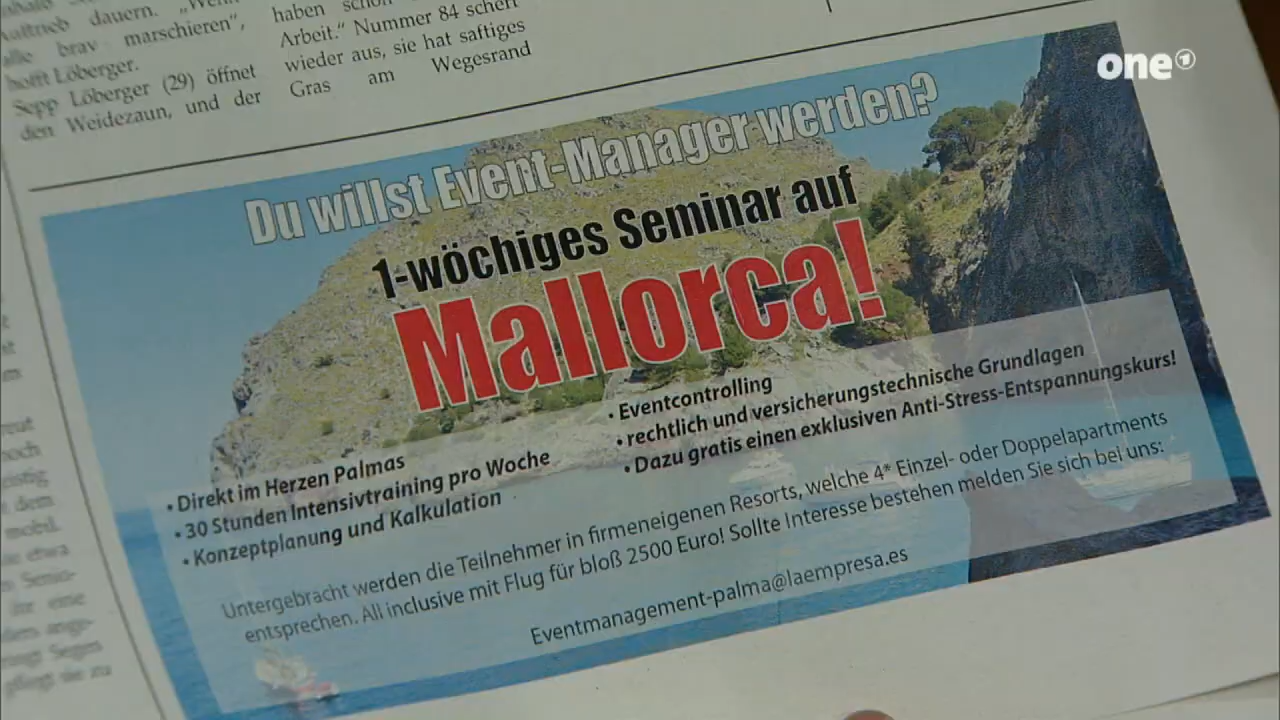 Auftrieb dauern. „Wenn
alle brav marschieren",
hofft Löberger.
Sepp Löberger (29) öffnet
den Weidezaun, und der
haben schon
Arbeit." Nummer 84 schert
wieder aus, sie hat saftiges
Gras am Wegesrand
one
Du willst Event-Manager werden?
1-wöchiges Seminar auf
Mallorca!
• Direkt im Herzen Palmas
• 30 Stunden Intensivtraining pro Woche
• Konzeptplanung und Kalkulation
• Eventcontrolling
• rechtlich und versicherungstechnische Grundlagen
• Dazu gratis einen exklusiven Anti-Stress-Entspannungskurs!
Untergebracht werden die Teilnehmer in firmeneigenen Resorts, welche 4* Einzel- oder Doppelapartments
entsprechen. All inclusive mit Flug für bloß 2500 Euro! Sollte Interesse bestehen melden Sie sich bei uns:
Eventmanagement-palma@laempresa.es